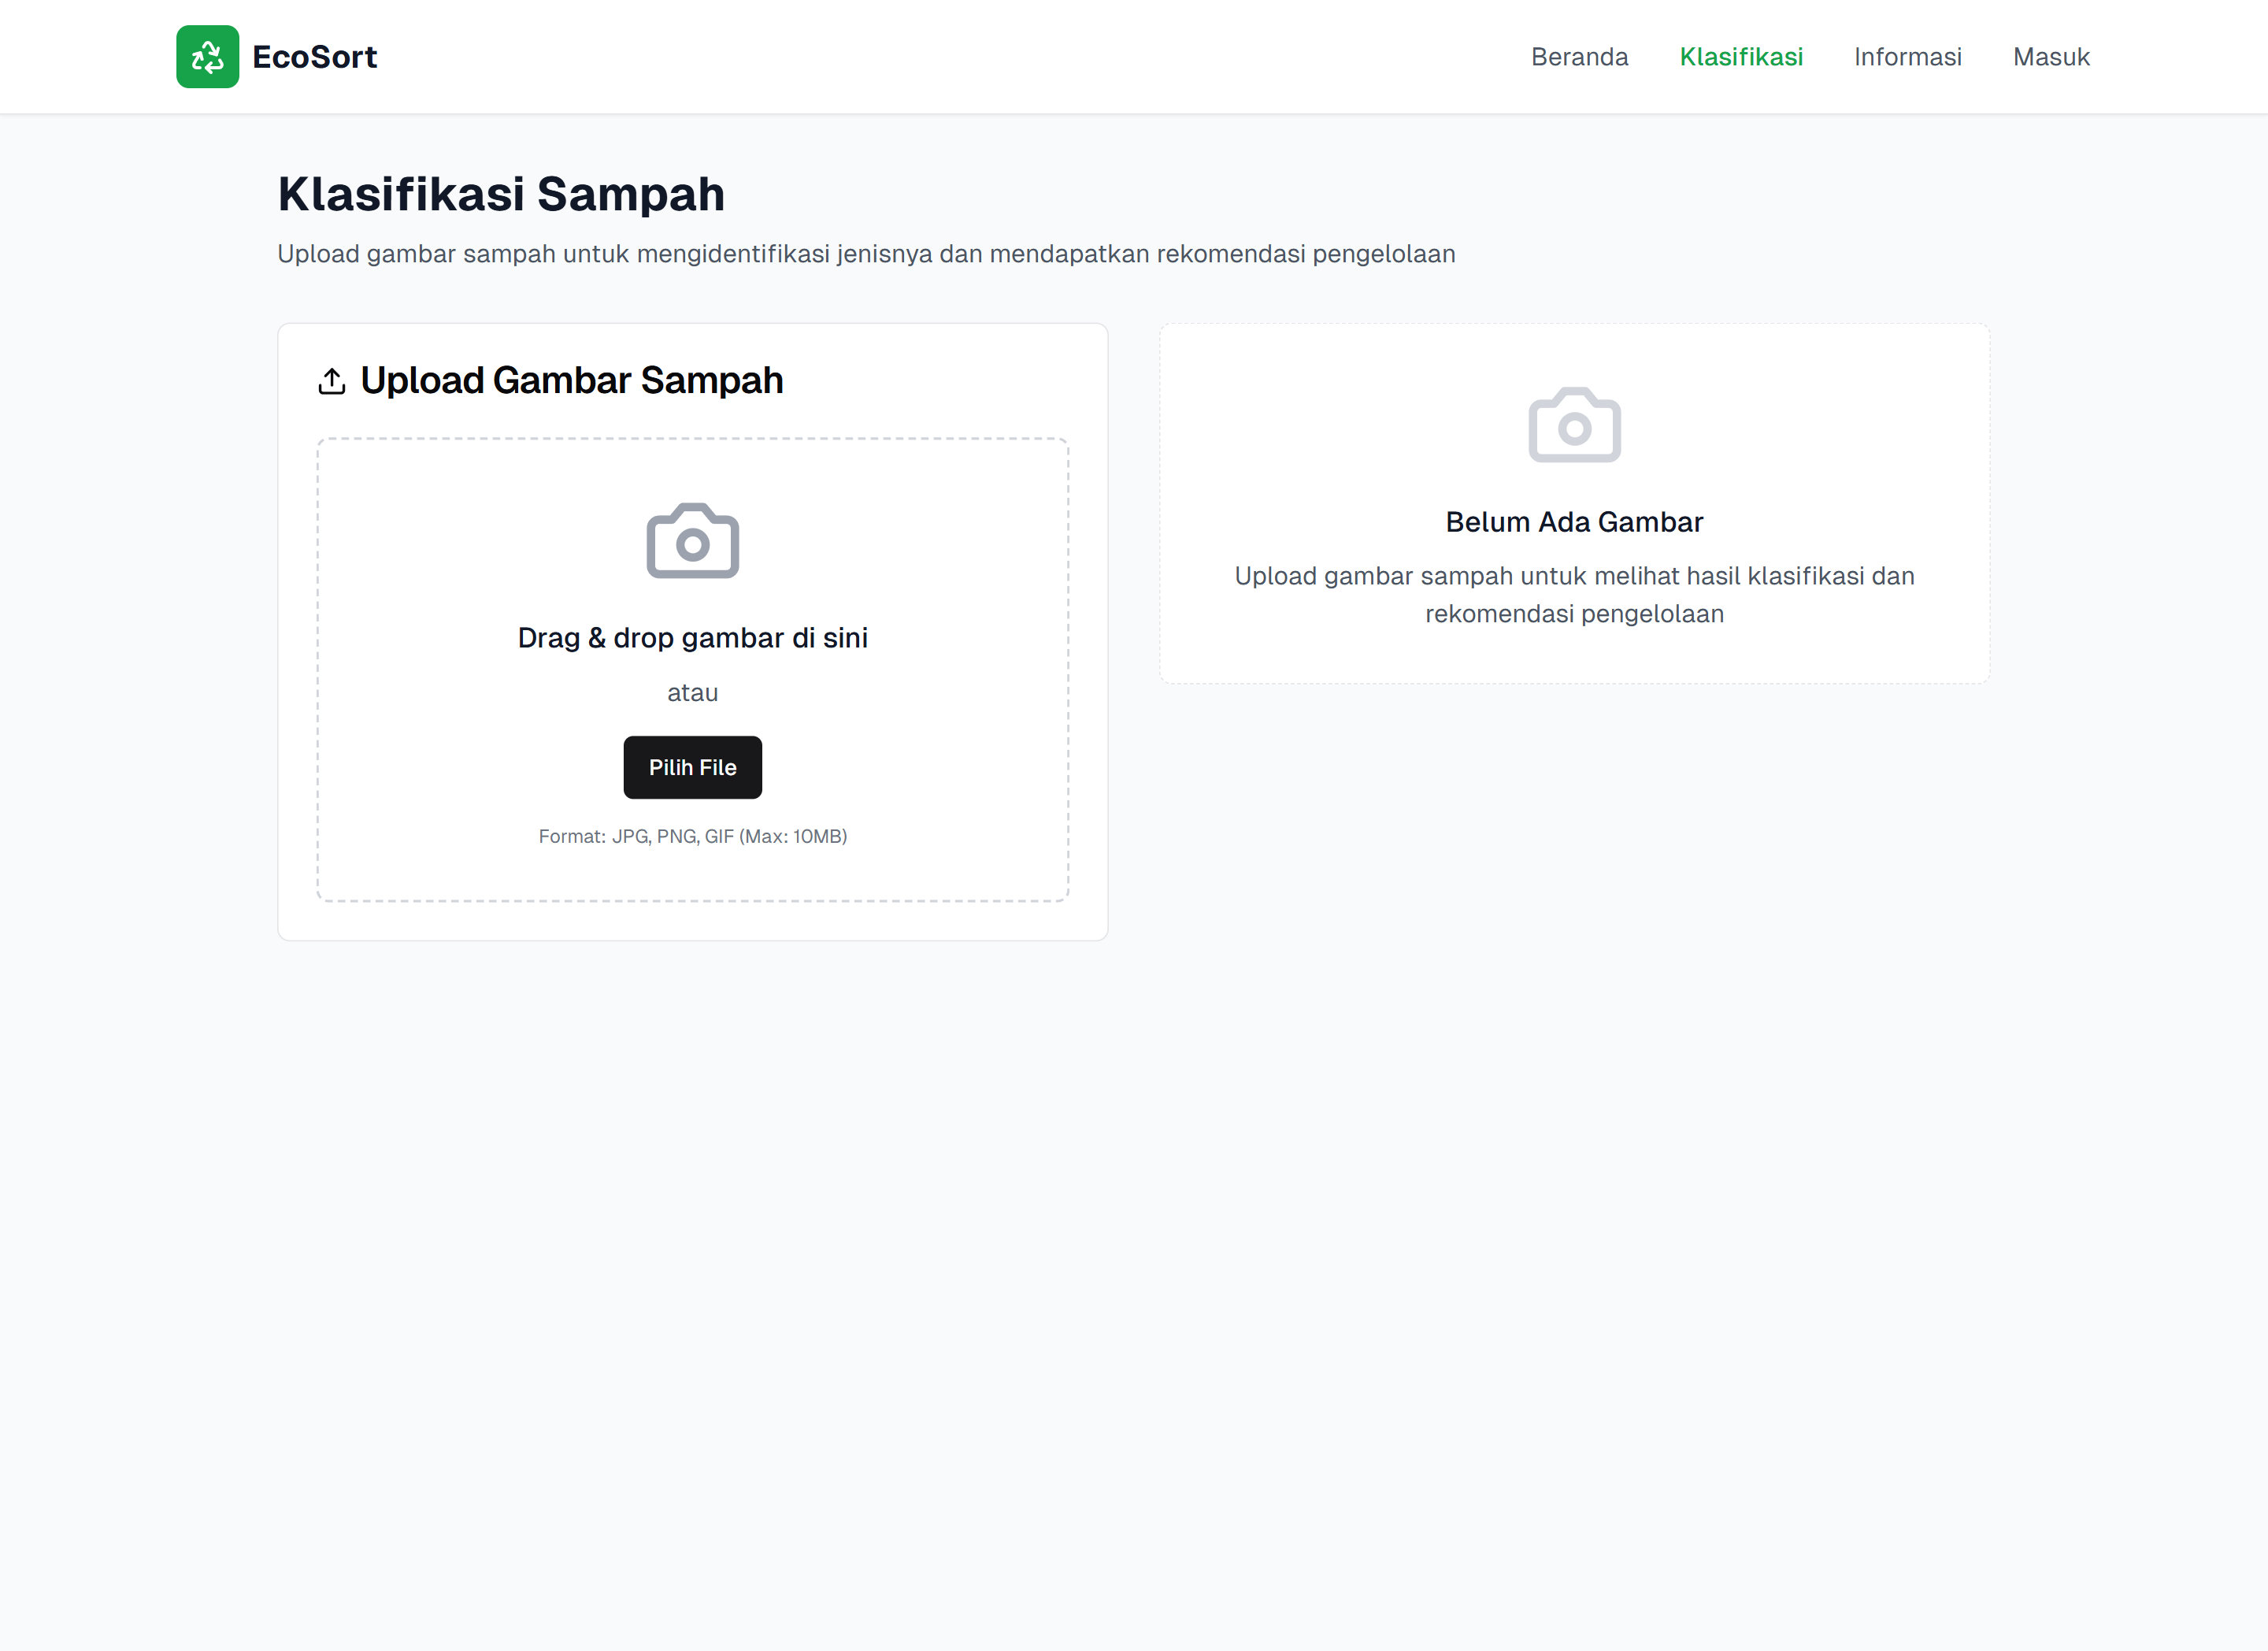 EcoSort
Beranda
Klasifikasi
Informasi
Masuk
Klasifikasi Sampah
Upload gambar sampah untuk mengidentifikasi jenisnya dan mendapatkan rekomendasi pengelolaan
Upload Gambar Sampah
Drag & drop gambar di sini
atau
Pilih File
Format: JPG, PNG, GIF (Max: 10MB)
Belum Ada Gambar
Upload gambar sampah untuk melihat hasil klasifikasi dan
rekomendasi pengelolaan